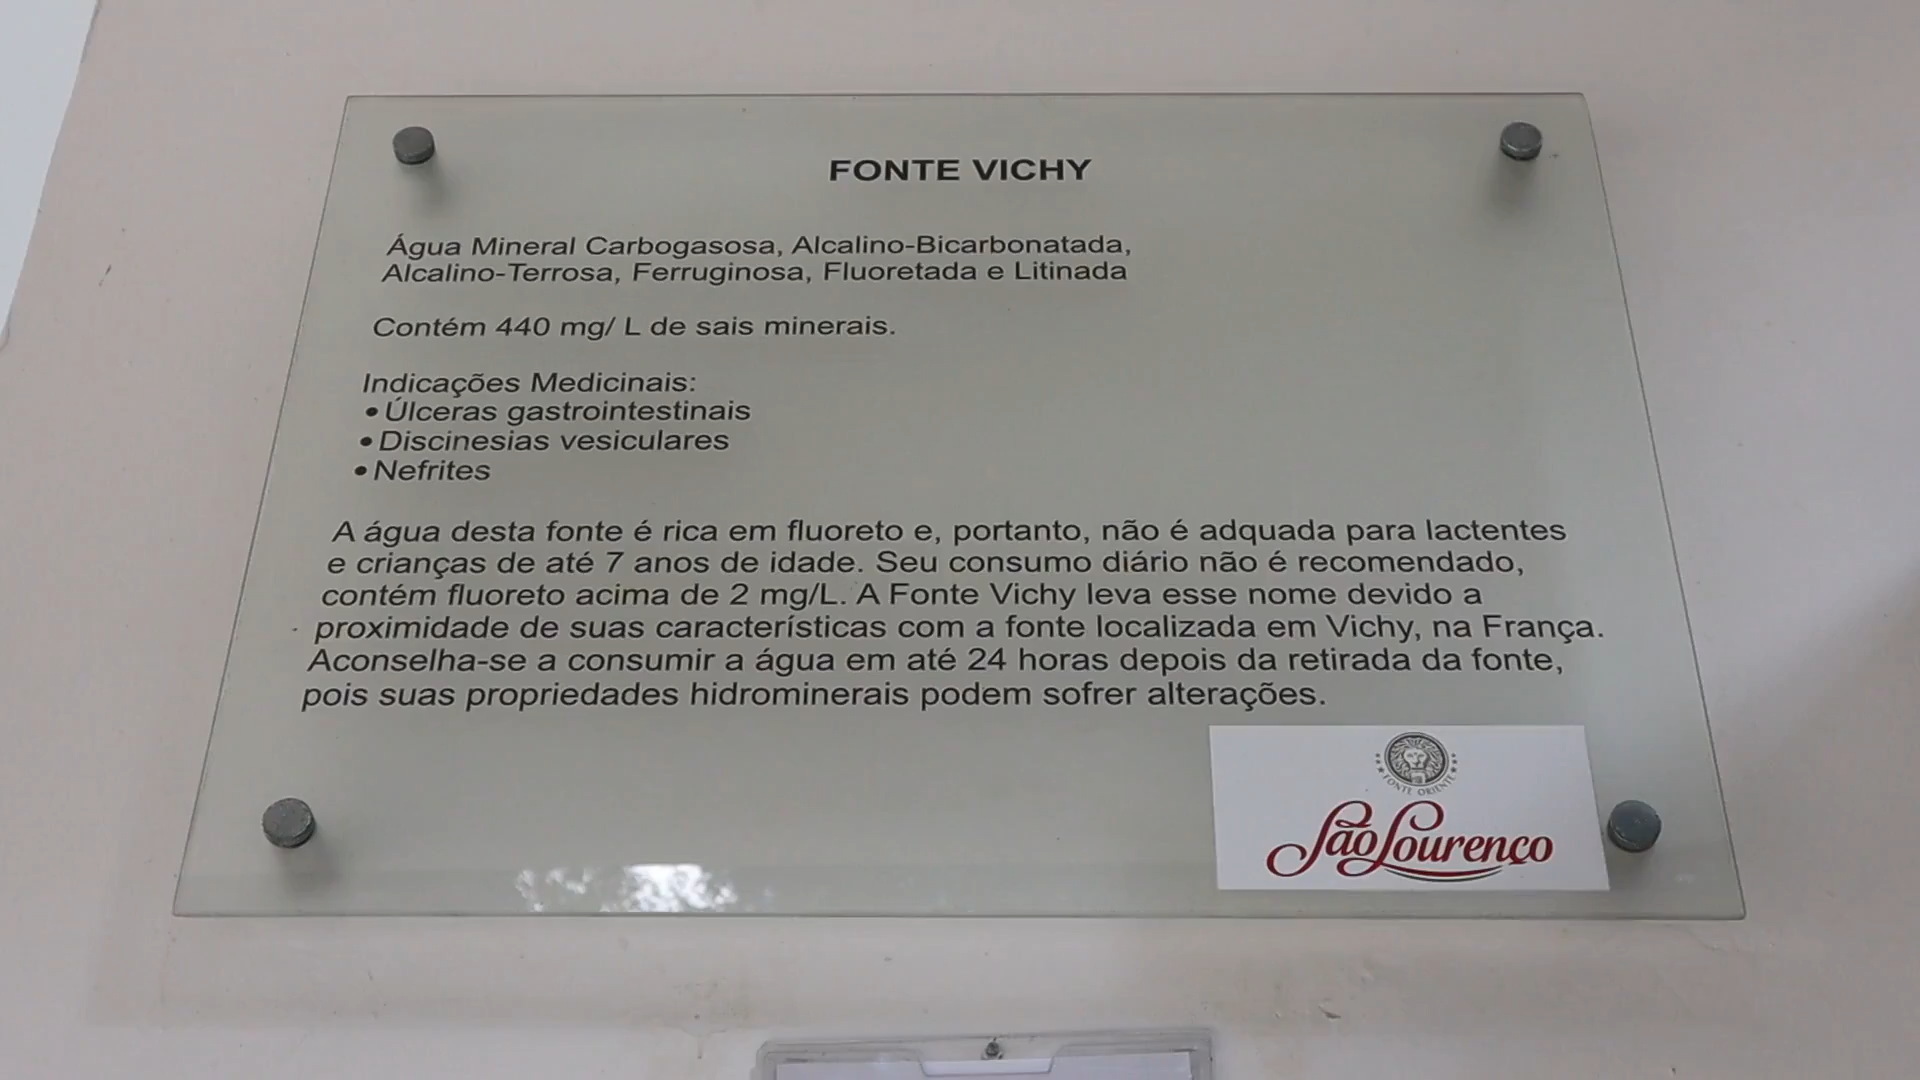 FONTE VICHY
Água Mineral Carbogasosa, Alcalino-Bicarbonatada,
Alcalino-Terrosa, Ferruginosa, Fluoretada e Litinada
Contém 440 mg/ L de sais minerais.
Indicações Medicinais:
• Úlceras gastrointestinais
• Discinesias vesiculares
• Nefrites
A água desta fonte é rica em fluoreto e, portanto, não é adquada para lactentes
e crianças de até 7 anos de idade. Seu consumo diário não é recomendado,
contém fluoreto acima de 2 mg/L. A Fonte Vichy leva esse nome devido a
proximidade de suas características com a fonte localizada em Vichy, na França.
Aconselha-se a consumir a água em até 24 horas depois da retirada da fonte,
pois suas propriedades hidrominerais podem sofrer alterações.
FONTE ORIENTE
São Lourenço